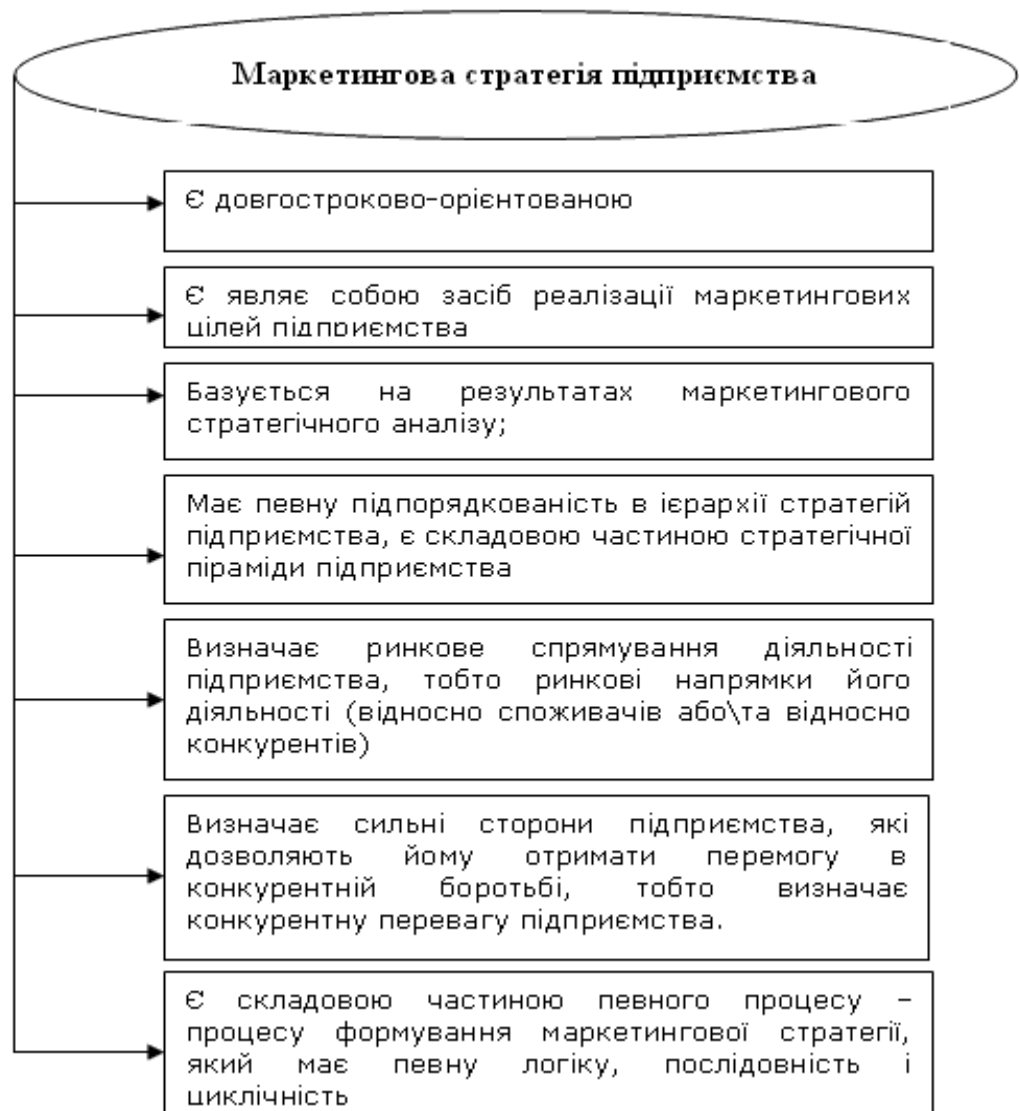 Маркетингова стратегія підприємства
Є довгостроково-орієнтованою
Є являє собою засіб реалізації маркетингових
цілей підприємства
Базується на результатах маркетингового
стратегічного аналізу;
Має певну підпорядкованість в ієрархії стратегій
підприємства, є складовою частиною стратегічної
піраміди підприємства
Визначає ринкове спрямування діяльності
підприємства, тобто ринкові напрямки його
діяльності (відносно споживачів або\та відносно
конкурентів)
Визначає сильні сторони підприємства, які
дозволяють йому отримати перемогу в
конкурентній боротьбі, тобто визначає
конкурентну перевагу підприємства.
Є складовою частиною певного процесу –
процесу формування маркетингової стратегії,
який має певну логіку, послідовність і
циклічність